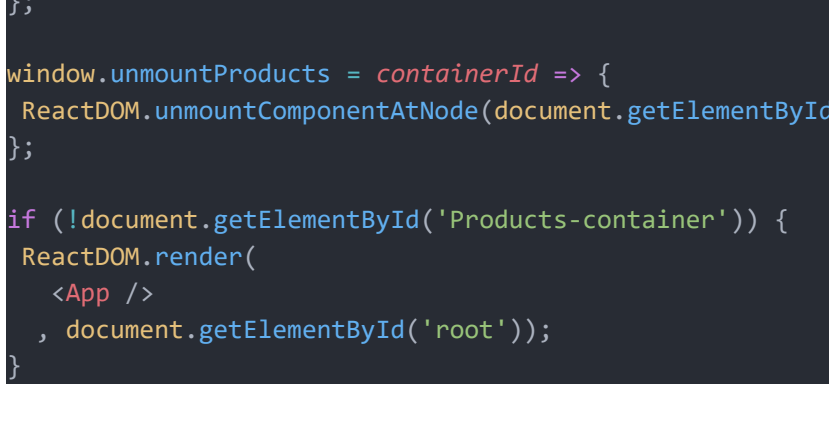 };
window.unmountProducts = containerId => {
ReactDOM.unmountComponentAtNode(document.getElementById
};
if (!document.getElementById('Products-container')) {
ReactDOM.render(
<App />
, document.getElementById('root'));
}